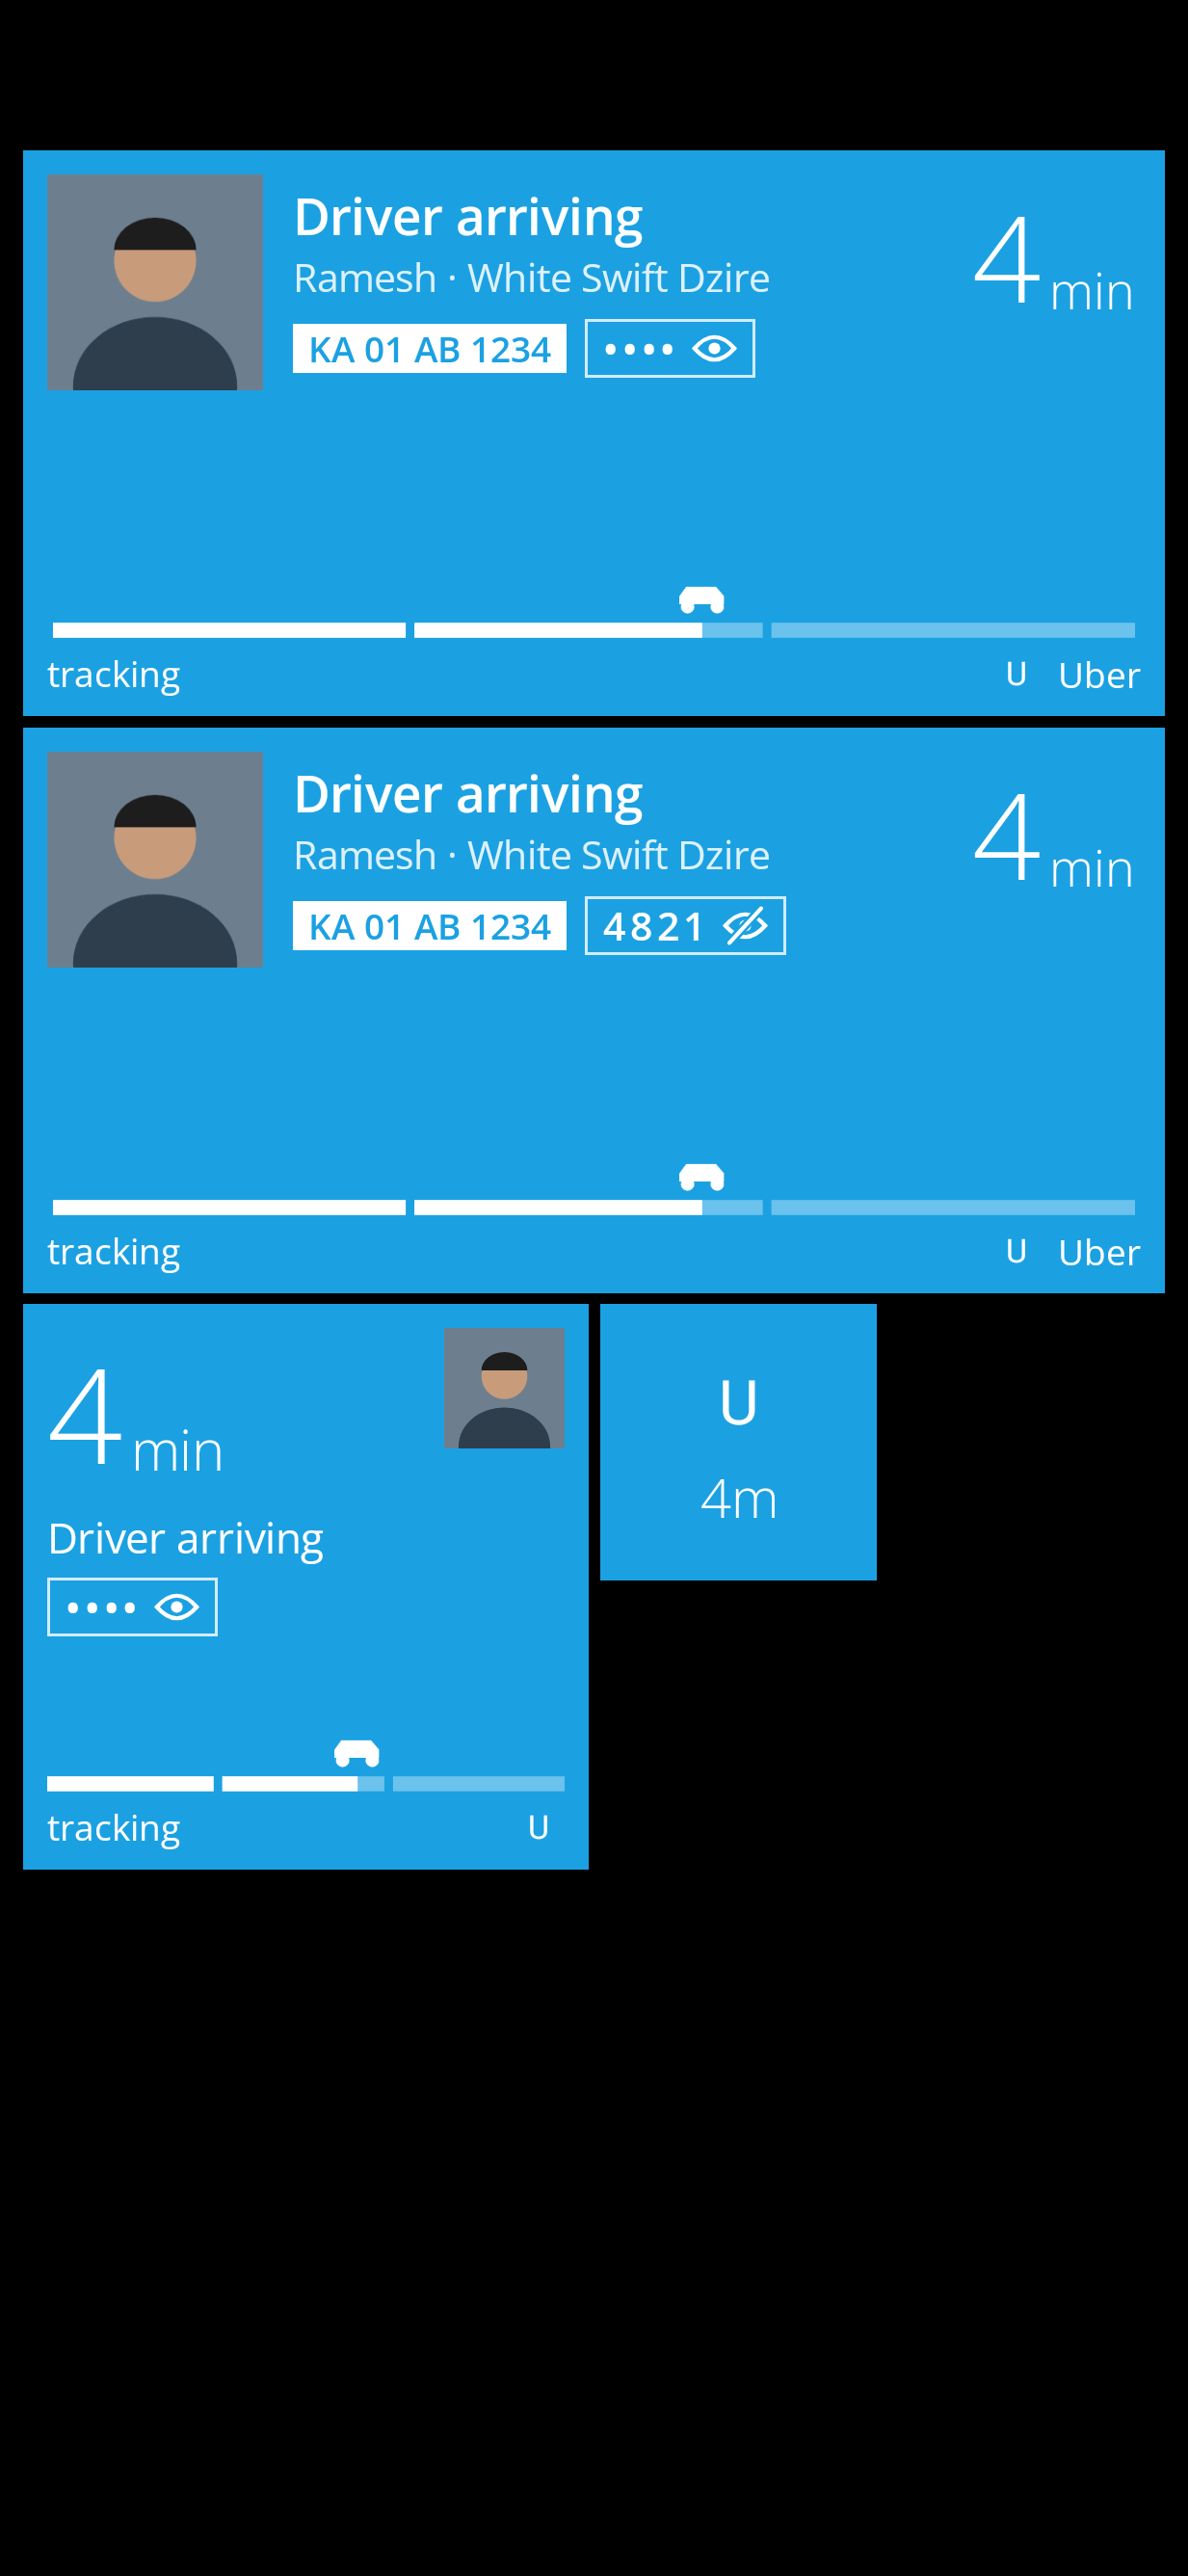 Driver arriving
Ramesh · White Swift Dzire
4 min
KA 01 AB 1234 ••••
tracking U Uber
Driver arriving
Ramesh · White Swift Dzire
4 min
KA 01 AB 1234 4821
tracking U Uber
4 min
Driver arriving
••••
tracking U
U
4m